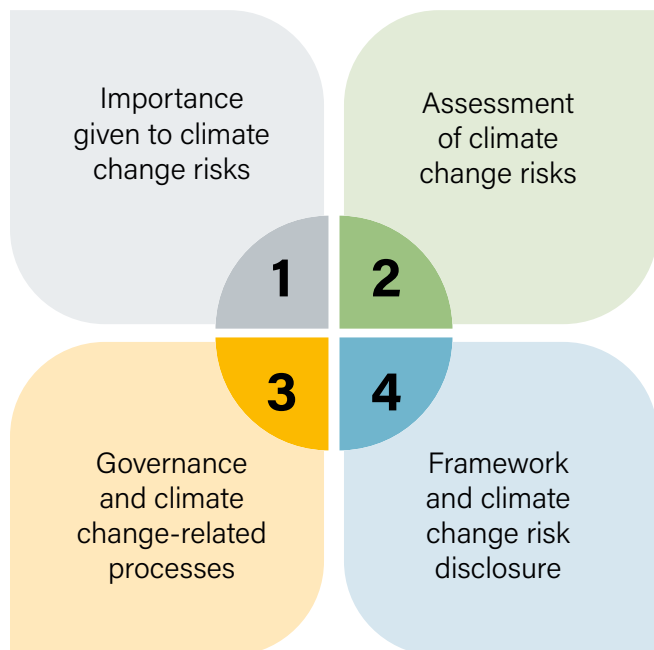 Importance
given to climate
change risks
1
Assessment
of climate
change risks
2
3
Governance
and climate
change-related
processes
4
Framework
and climate
change risk
disclosure